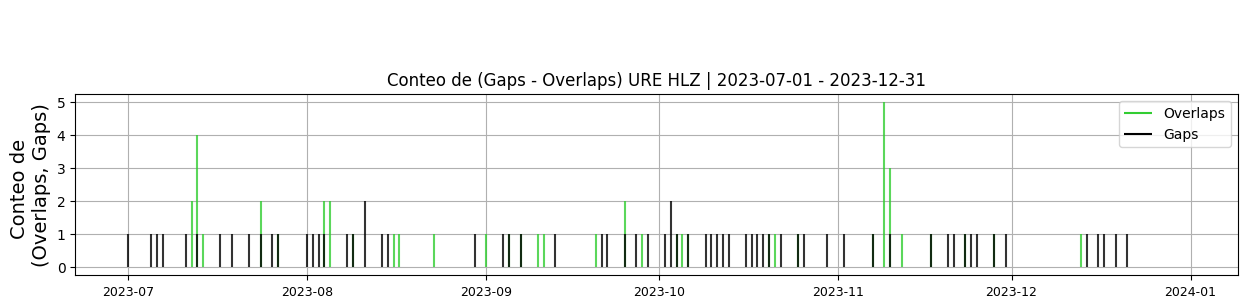 Conteo de (Gaps - Overlaps) URE HLZ | 2023-07-01 - 2023-12-31
Conteo de
(Overlaps, Gaps)
5
4
3
2
1
0
Overlaps
Gaps
2023-07
2023-08
2023-09
2023-10
2023-11
2023-12
2024-01